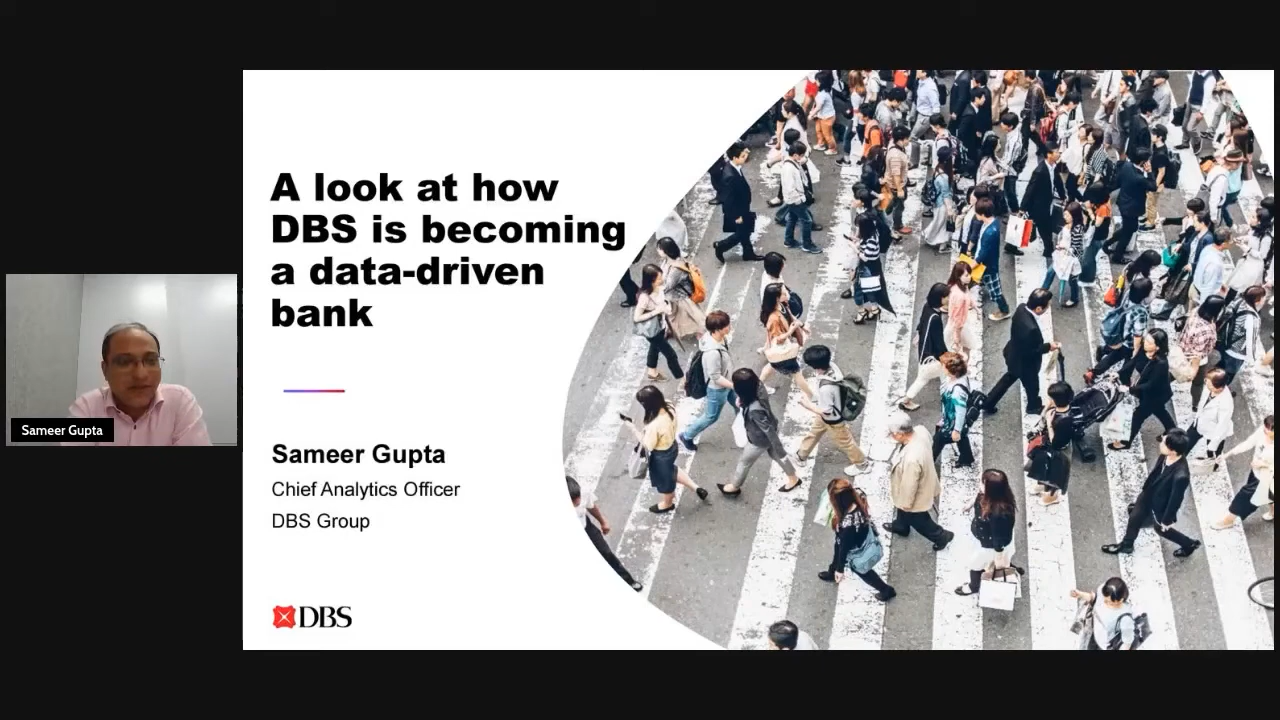 A look at how
DBS is becoming
a data-driven
bank
Sameer Gupta
Chief Analytics Officer
DBS Group
DBS
Sameer Gupta